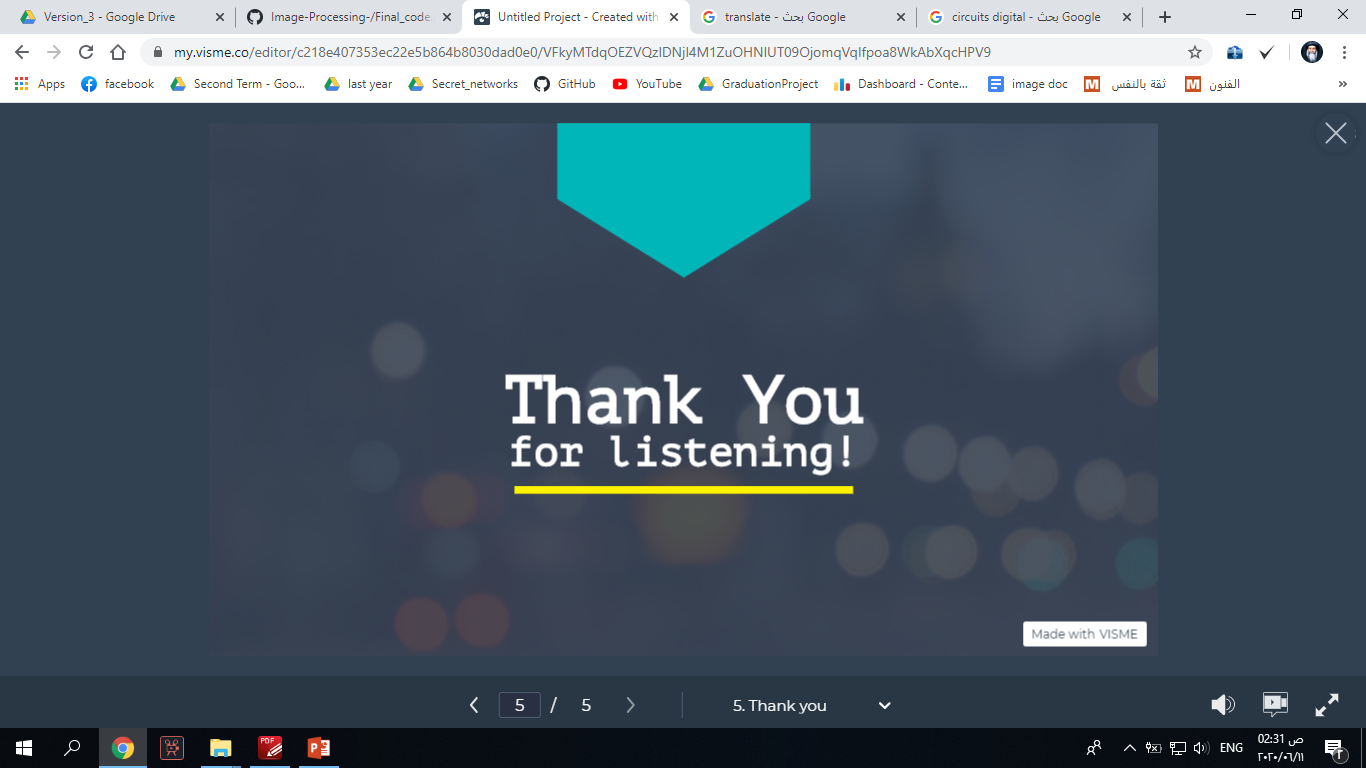 Version_3 - Google Drive
Image-Processing-/Final_code
Untitled Project - Created with
translate - بحث Google
circuits digital - بحث Google
my.visme.co/editor/c218e407353ec22e5b864b8030dad0e0/VFkyMTdqOEZVQzlDNjl4M1ZuOHNIUT09OjomqVqIfpoa8WkAbXqcHPV9
Apps
facebook
Second Term - Goo...
last year
Secret_networks
GitHub
YouTube
GraduationProject
Dashboard - Conte...
image doc
ثقة بالنفس
الفنون
»
Thank You
for listening!
Made with VISME
5 / 5
5. Thank you
PDF
ENG
02:31 ص
٢٠٢٠/٠٦/١١